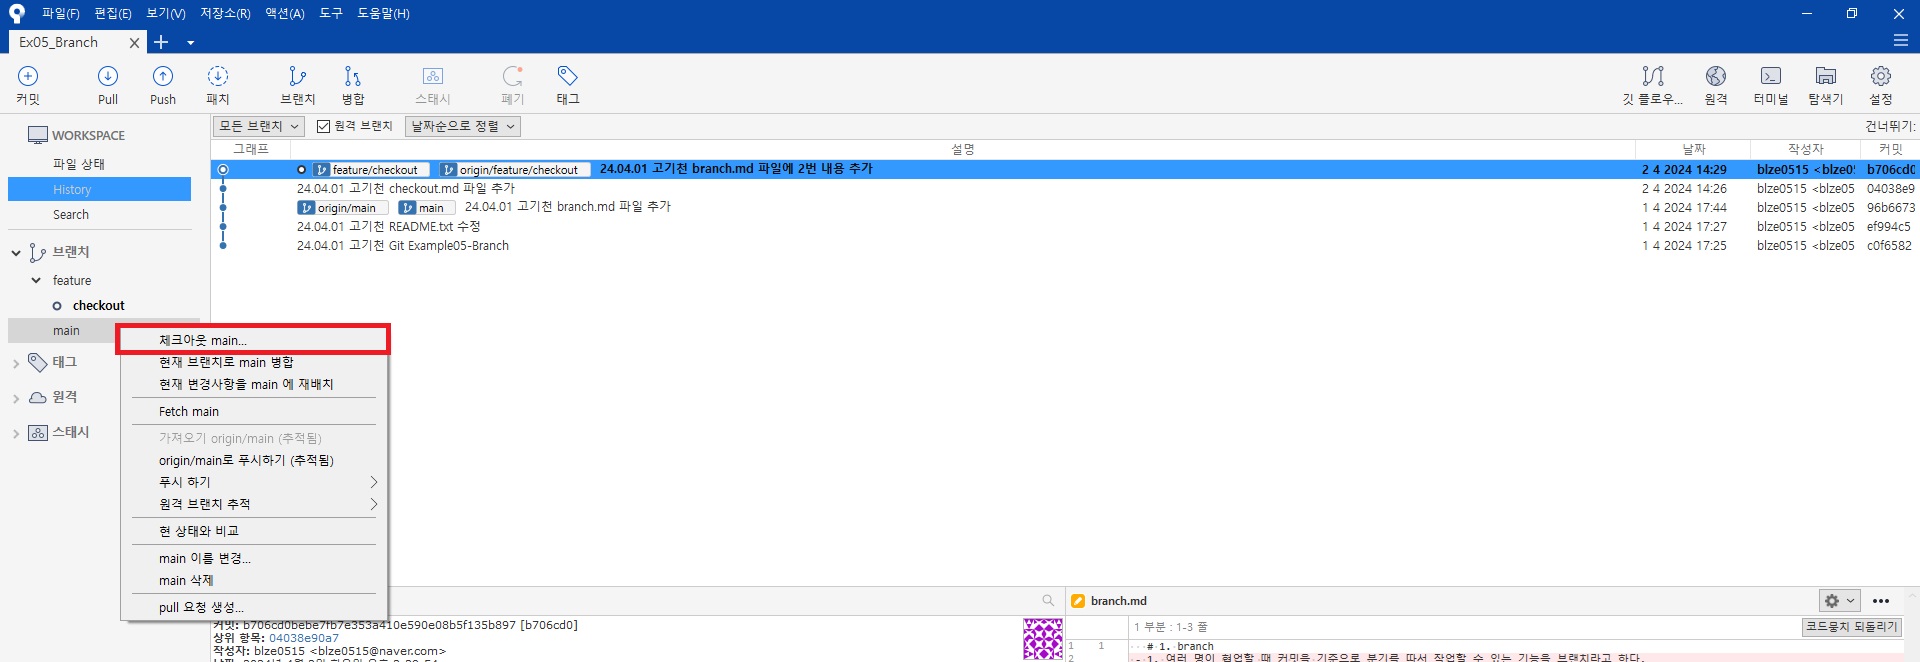 파일(F) 편집(E) 보기(V) 저장소(R) 액션(A) 도구 도움말(H)
Ex05_Branch
커밋 Pull Push 패치 브랜치 병합 스태시 폐기 태그 깃 플로우... 원격 터미널 탐색기 설정
WORKSPACE
파일 상태
History
Search
브랜치
feature
checkout
main
태그
원격
스태시
모든 브랜치 원격 브랜치 날짜순으로 정렬 건너뛰기:
그래프 설명 날짜 작성자 커밋
feature/checkout origin/feature/checkout 24.04.01 고기천 branch.md 파일에 2번 내용 추가 2 4 2024 14:29 blze0515 <blze05 b706cd0
24.04.01 고기천 checkout.md 파일 추가 2 4 2024 14:26 blze0515 <blze05 04038e9
origin/main main 24.04.01 고기천 branch.md 파일 추가 1 4 2024 17:44 blze0515 <blze05 96b6673
24.04.01 고기천 README.txt 수정 1 4 2024 17:27 blze0515 <blze05 ef994c5
24.04.01 고기천 Git Example05-Branch 1 4 2024 17:25 blze0515 <blze05 c0f6582
체크아웃 main...
현재 브랜치로 main 병합
현재 변경사항을 main 에 재배치
Fetch main
가져오기 origin/main (추적됨)
origin/main로 푸시하기 (추적됨)
푸시 하기
원격 브랜치 추적
현 상태와 비교
main 이름 변경...
main 삭제
pull 요청 생성...
커밋: b706cd0bebe7fb7e353a410e590e08b5f135b897 [b706cd0]
상위 항목: 04038e90a7
작성자: blze0515 <blze0515@naver.com>
branch.md
1 부분 : 1-3 줄 코드뭉치 되돌리기
1 1 # 1. branch
2 - 1. 여러 명이 협업할 때 커밋을 기준으로 분기를 따서 작업할 수 있는 기능을 브랜치라고 한다.